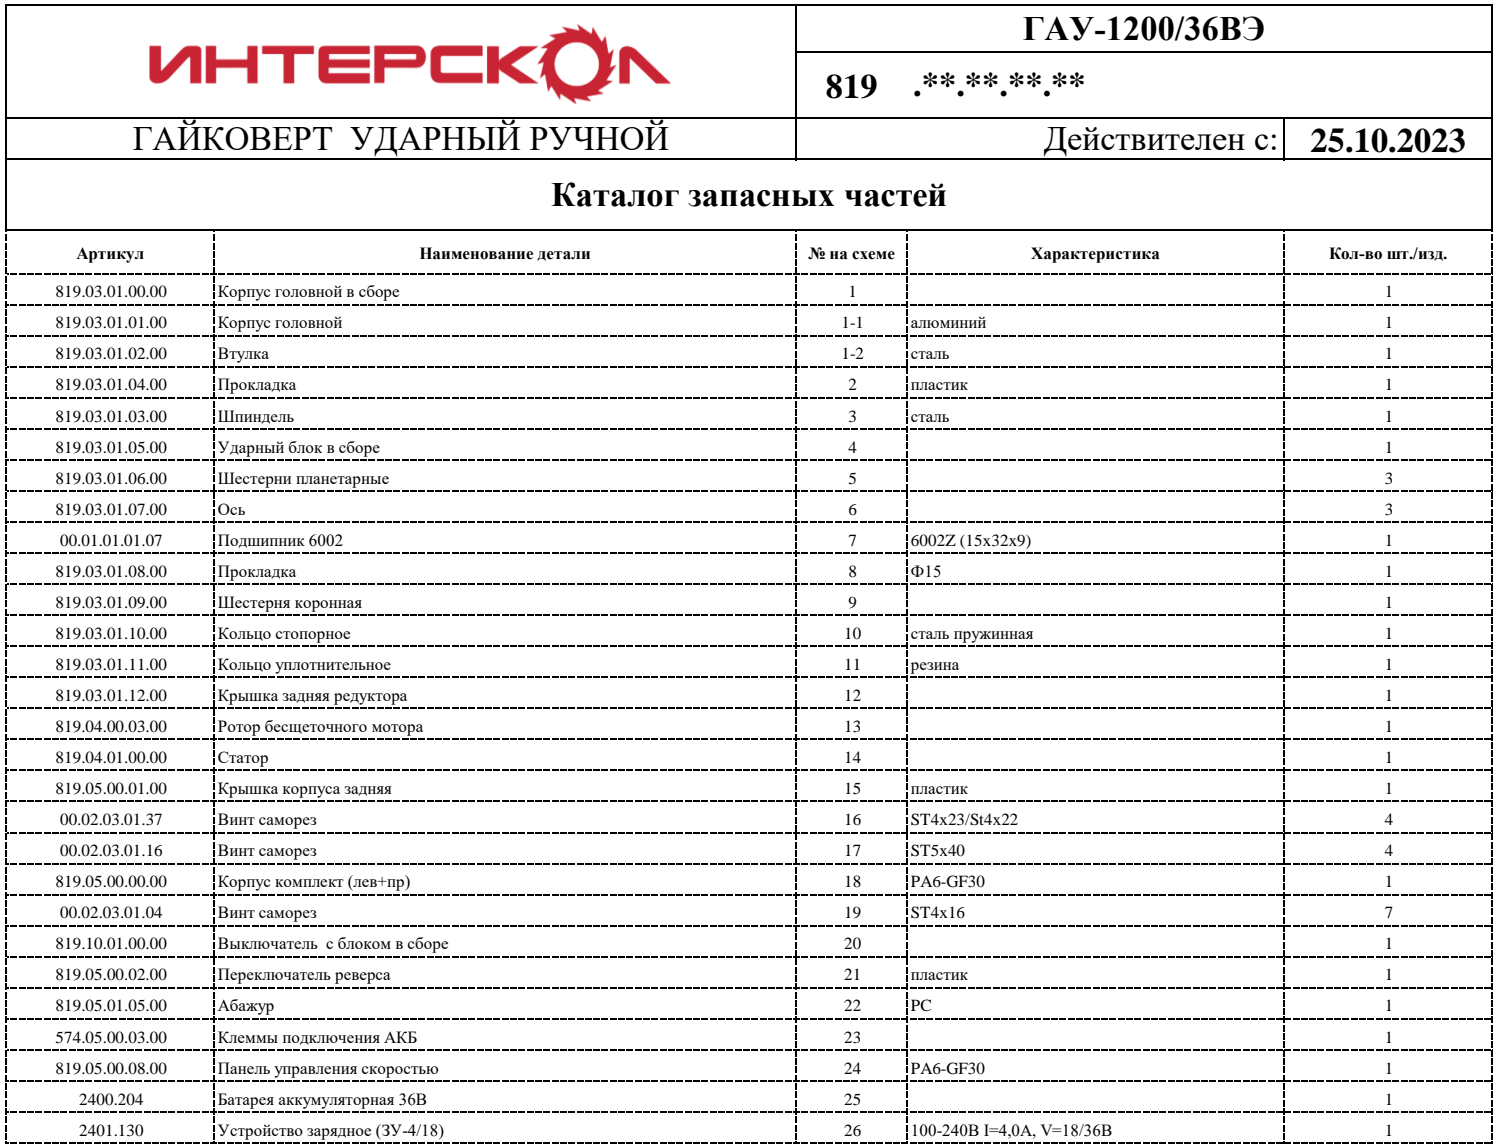 ИНТЕРСКОЛ
ГАУ-1200/36ВЭ
819 .**.**.**.**
ГАЙКОВЕРТ УДАРНЫЙ РУЧНОЙ Действителен с: 25.10.2023
Каталог запасных частей
Артикул Наименование детали № на схеме Характеристика Кол-во шт./изд.
819.03.01.00.00 Корпус головной в сборе 1 1
819.03.01.01.00 Корпус головной 1-1 алюминий 1
819.03.01.02.00 Втулка 1-2 сталь 1
819.03.01.04.00 Прокладка 2 пластик 1
819.03.01.03.00 Шпиндель 3 сталь 1
819.03.01.05.00 Ударный блок в сборе 4 1
819.03.01.06.00 Шестерни планетарные 5 3
819.03.01.07.00 Ось 6 3
00.01.01.01.07 Подшипник 6002 7 6002Z (15x32x9) 1
819.03.01.08.00 Прокладка 8 Ф15 1
819.03.01.09.00 Шестерня коронная 9 1
819.03.01.10.00 Кольцо стопорное 10 сталь пружинная 1
819.03.01.11.00 Кольцо уплотнительное 11 резина 1
819.03.01.12.00 Крышка задняя редуктора 12 1
819.04.00.03.00 Ротор бесщеточного мотора 13 1
819.04.01.00.00 Статор 14 1
819.05.00.01.00 Крышка корпуса задняя 15 пластик 1
00.02.03.01.37 Винт саморез 16 ST4x23/St4x22 4
00.02.03.01.16 Винт саморез 17 ST5x40 4
819.05.00.00.00 Корпус комплект (лев+пр) 18 PA6-GF30 1
00.02.03.01.04 Винт саморез 19 ST4x16 7
819.10.01.00.00 Выключатель с блоком в сборе 20 1
819.05.00.02.00 Переключатель реверса 21 пластик 1
819.05.01.05.00 Абажур 22 PC 1
574.05.00.03.00 Клеммы подключения АКБ 23 1
819.05.00.08.00 Панель управления скоростью 24 PA6-GF30 1
2400.204 Батарея аккумуляторная 36В 25 1
2401.130 Устройство зарядное (ЗУ-4/18) 26 100-240В I=4,0A, V=18/36В 1